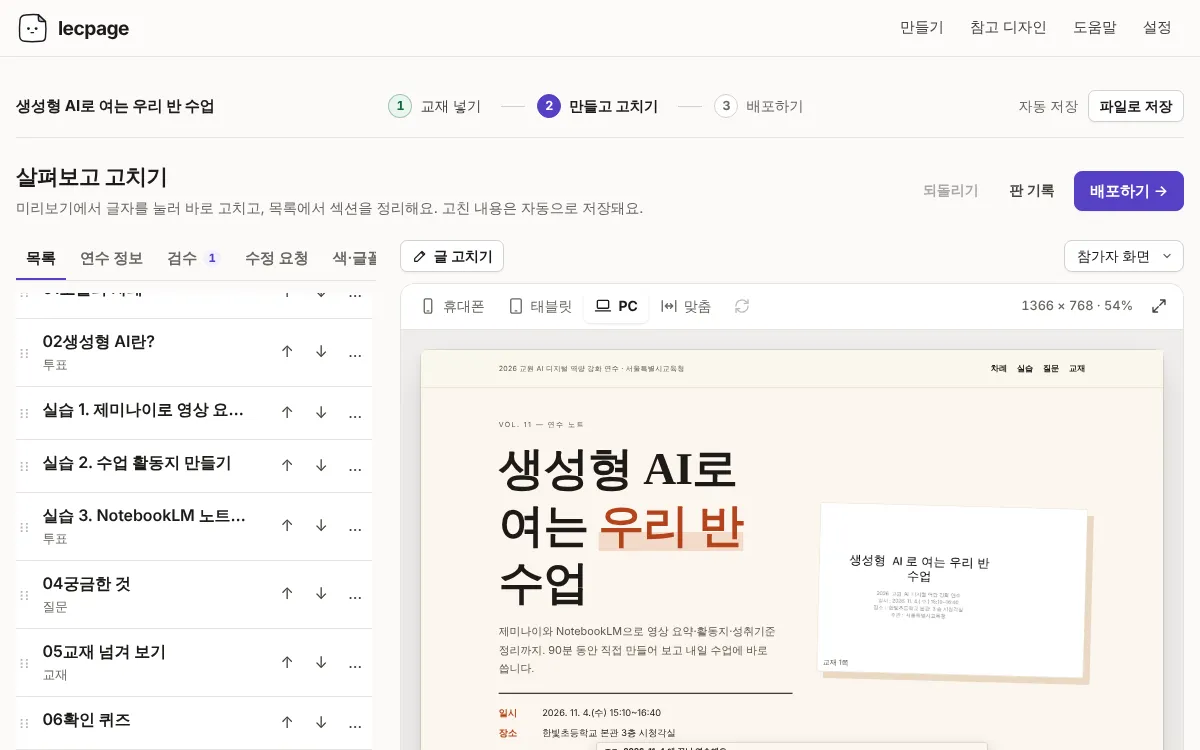 lecpage
만들기
참고 디자인
도움말
설정
생성형 AI로 여는 우리 반 수업
1 교재 넣기
2 만들고 고치기
3 배포하기
자동 저장
파일로 저장
살펴보고 고치기
미리보기에서 글자를 눌러 바로 고치고, 목록에서 섹션을 정리해요. 고친 내용은 자동으로 저장돼요.
되돌리기
판 기록
배포하기 →
목록
연수 정보
검수 1
수정 요청
색·글꼴
02생성형 AI란?
투표
실습 1. 제미나이로 영상 요...
실습 2. 수업 활동지 만들기
실습 3. NotebookLM 노트...
투표
04궁금한 것
질문
05교재 넘겨 보기
교재
06확인 퀴즈
글 고치기
참가자 화면
휴대폰
태블릿
PC
맞춤
1366 × 768 · 54%
2026 교원 AI 디지털 역량 강화 연수 · 서울특별시교육청
차례 실습 질문 교재
VOL. 11 — 연수 노트
생성형 AI로
여는 우리 반
수업
제미나이와 NotebookLM으로 영상 요약·활동지·성취기준
정리까지. 90분 동안 직접 만들어 보고 내일 수업에 바로
씁니다.
일시 2026. 11. 4.(수) 15:10~16:40
장소 한빛초등학교 본관 3층 시청각실
생성형 AI 로 여는 우리 반
수업
교재 1쪽